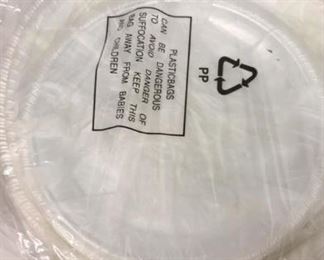 PLASTICBAGS
CAN BE DANGEROUS
TO AVOID DANGER OF
SUFFOCATION KEEP THIS
BAG AWAY FROM BABIES
AND CHILDREN
PP